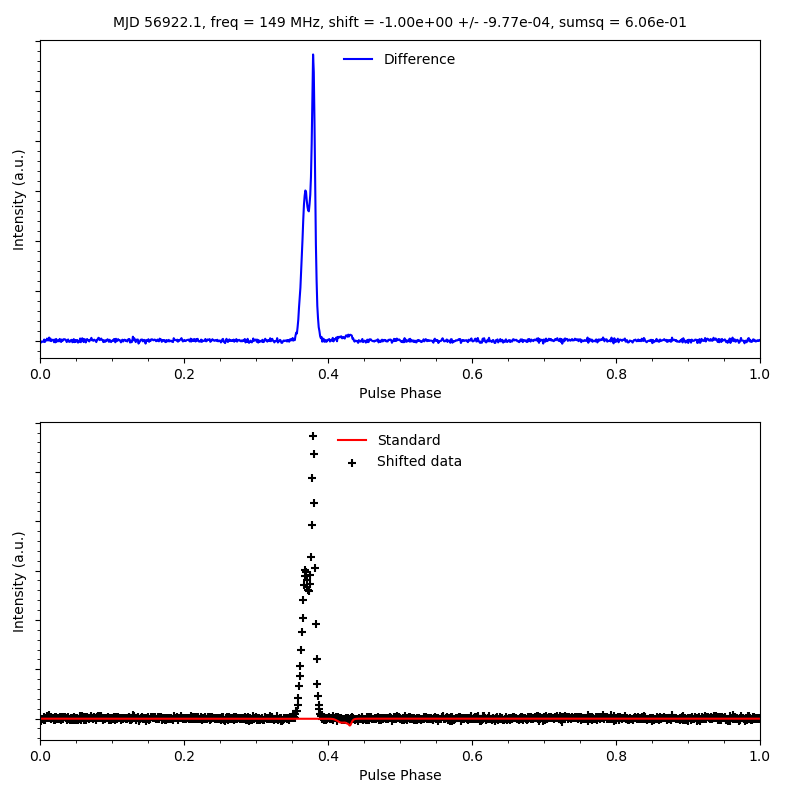 MJD 56922.1, freq = 149 MHz, shift = -1.00e+00 +/- -9.77e-04, sumsq = 6.06e-01
Difference
Intensity (a.u.)
0.0 0.2 0.4 0.6 0.8 1.0
Pulse Phase
Standard
Shifted data
Intensity (a.u.)
0.0 0.2 0.4 0.6 0.8 1.0
Pulse Phase